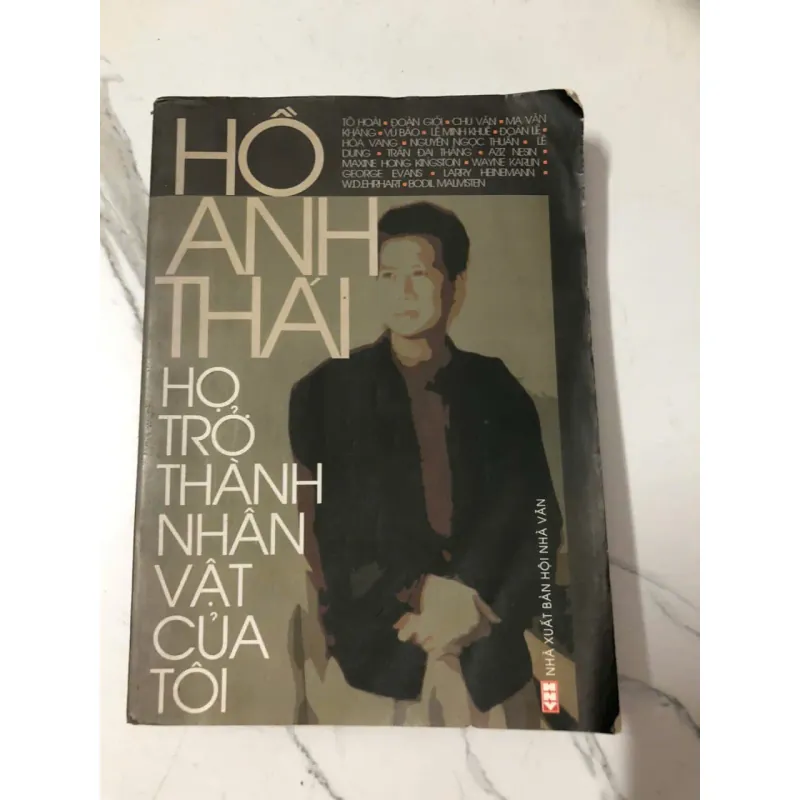 HỒ
ANH
THÁI
TÔ HOÀI • ĐOÀN GIỎI • CHU VĂN • MA VĂN
KHÁNG • VŨ BÃO • LÊ MINH KHUÊ • ĐOÀN LÊ •
HÒA VANG • NGUYỄN NGỌC THUẦN • LÊ
DUNG • TRẦN ĐẠI THẮNG • AZIZ NESIN •
MAXINE HONG KINGSTON • WAYNE KARLIN •
GEORGE EVANS • LARRY HEINEMANN •
W.D.EHRHART • BODIL MALMSTEN
HỌ
TRỞ
THÀNH
NHÂN
VẬT
CỦA
TÔI
NHÀ XUẤT BẢN HỘI NHÀ VĂN